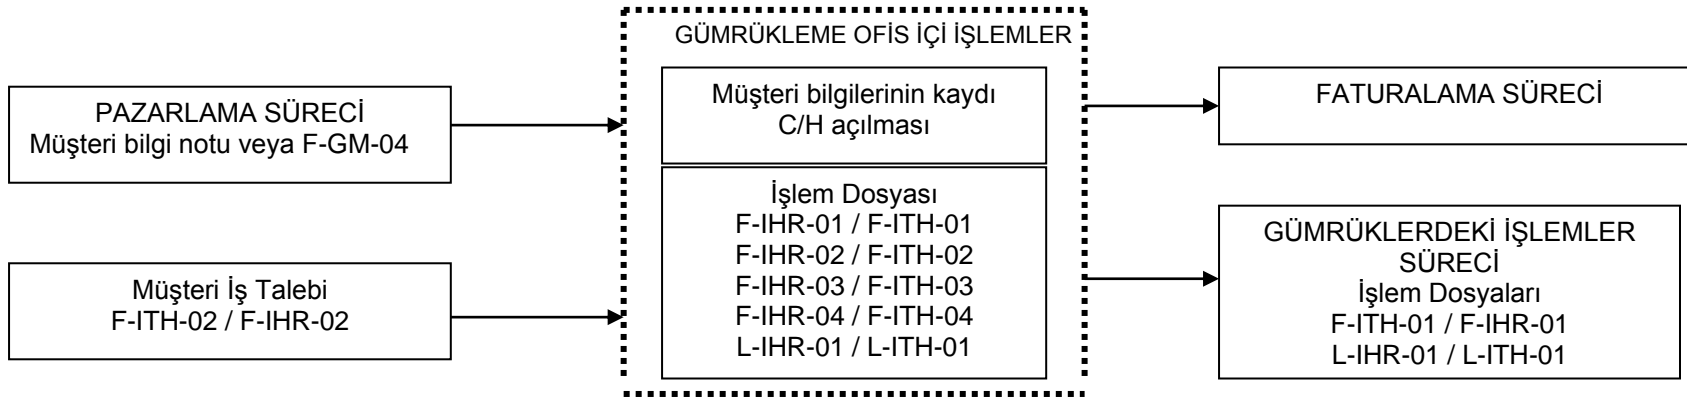 PAZARLAMA SÜRECİ
Müşteri bilgi notu veya F-GM-04
Müşteri İş Talebi
F-ITH-02 / F-IHR-02
GÜMRÜKLEME OFİS İÇİ İŞLEMLER
Müşteri bilgilerinin kaydı
C/H açılması
İşlem Dosyası
F-IHR-01 / F-ITH-01
F-IHR-02 / F-ITH-02
F-IHR-03 / F-ITH-03
F-IHR-04 / F-ITH-04
L-IHR-01 / L-ITH-01
FATURALAMA SÜRECİ
GÜMRÜKLERDEKİ İŞLEMLER
SÜRECİ
İşlem Dosyaları
F-ITH-01 / F-IHR-01
L-IHR-01 / L-ITH-01